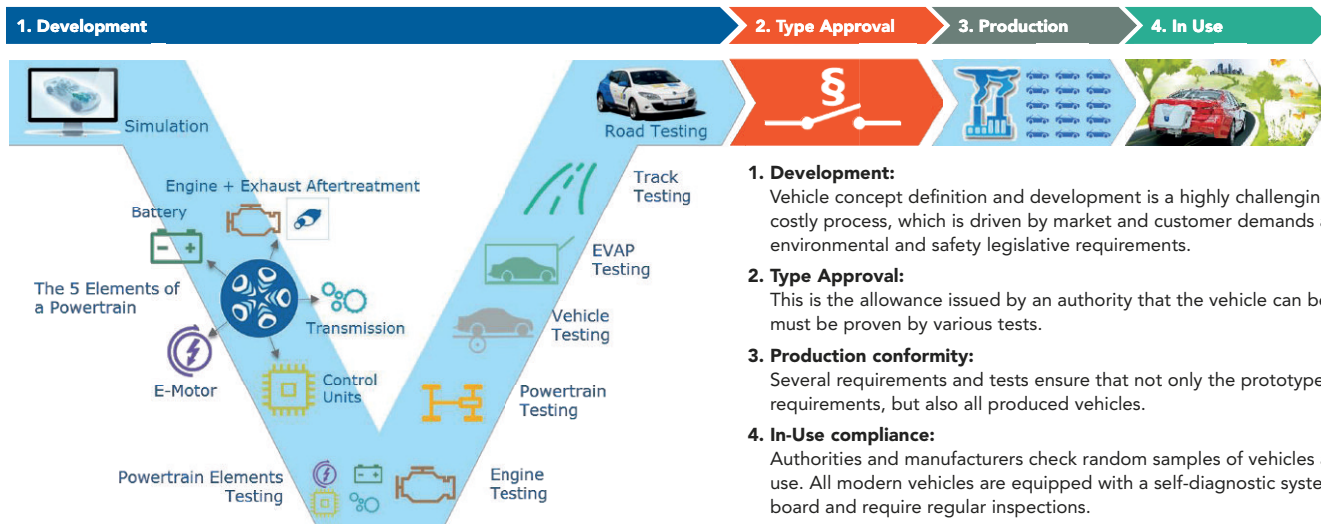 1. Development
2. Type Approval
3. Production
4. In Use
Simulation
Road Testing
§
Engine + Exhaust Aftertreatment
Battery
The 5 Elements of
a Powertrain
Transmission
E-Motor
Control
Units
Powertrain Elements
Testing
Engine
Testing
Powertrain
Testing
Vehicle
Testing
EVAP
Testing
Track
Testing
1. Development:
Vehicle concept definition and development is a highly challengin
costly process, which is driven by market and customer demands
environmental and safety legislative requirements.
2. Type Approval:
This is the allowance issued by an authority that the vehicle can be
must be proven by various tests.
3. Production conformity:
Several requirements and tests ensure that not only the prototype
requirements, but also all produced vehicles.
4. In-Use compliance:
Authorities and manufacturers check random samples of vehicles
use. All modern vehicles are equipped with a self-diagnostic syste
board and require regular inspections.